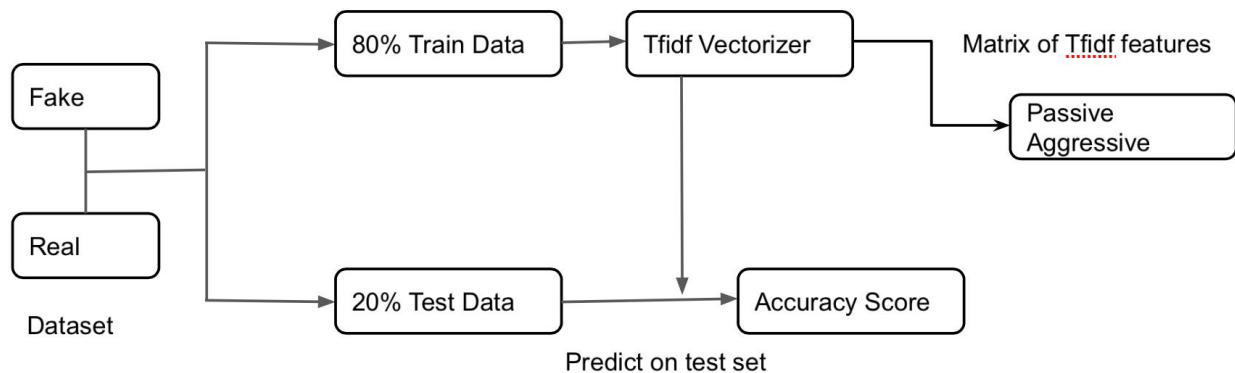 80% Train Data
Tfidf Vectorizer
Matrix of Tfidf features
Fake
Passive
Aggressive
Real
20% Test Data
Accuracy Score
Dataset
Predict on test set